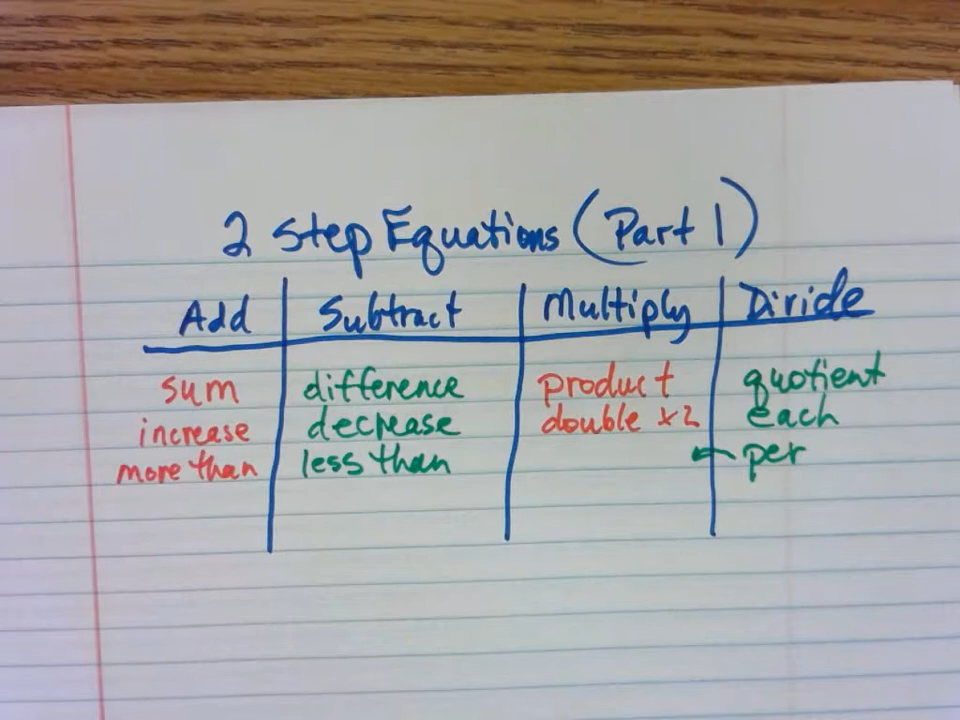 2 Step Equations (Part 1)
Add Subtract Multiply Divide
sum difference product quotient
increase decrease double x2 each
more than less than ← per